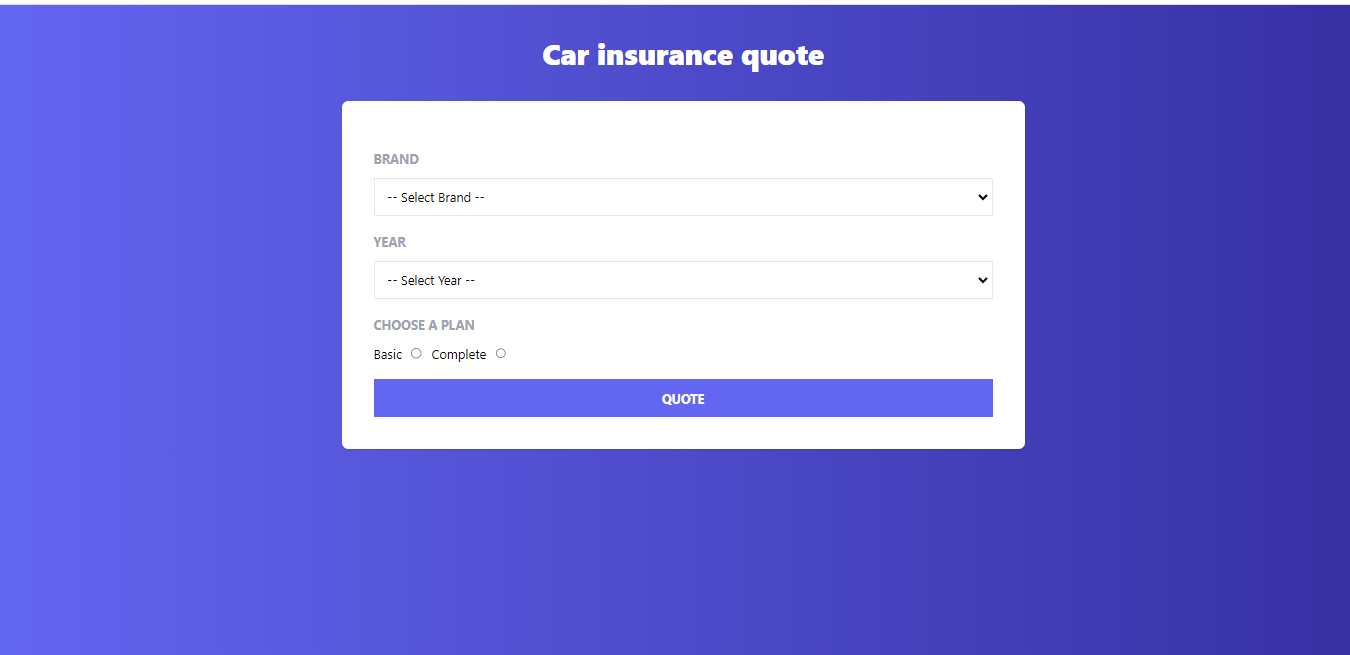 Car insurance quote
BRAND
-- Select Brand --
YEAR
-- Select Year --
CHOOSE A PLAN
Basic Complete
QUOTE